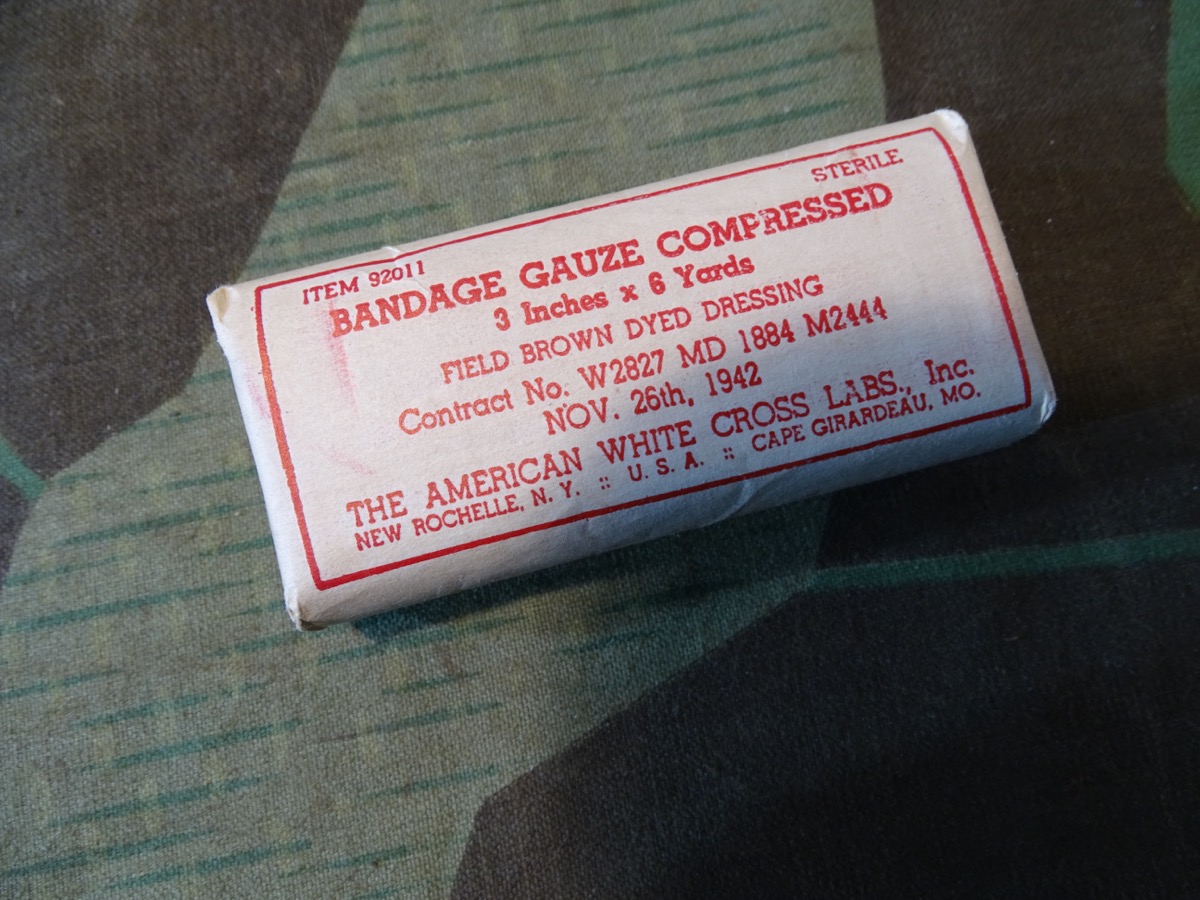 STERILE
ITEM 92011
BANDAGE GAUZE COMPRESSED
3 Inches x 6 Yards
FIELD BROWN DYED DRESSING
Contract No. W2827 MD 1884 M2444
NOV. 26th, 1942
THE AMERICAN WHITE CROSS LABS., Inc.
NEW ROCHELLE, N. Y. :: U. S. A. :: CAPE GIRARDEAU, MO.